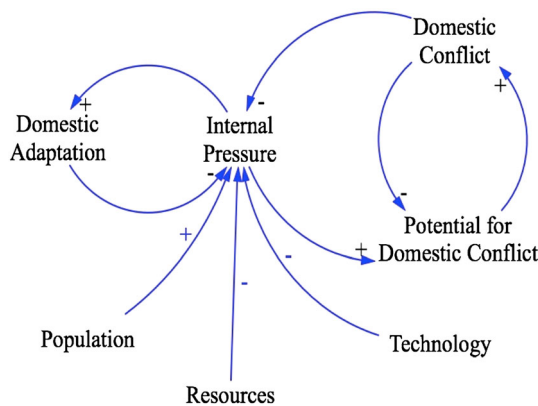 Domestic
Conflict
-
+
+
Domestic
Adaptation
Internal
Pressure
-
-
+
+
-
-
Potential for
Domestic Conflict
Population
Technology
Resources